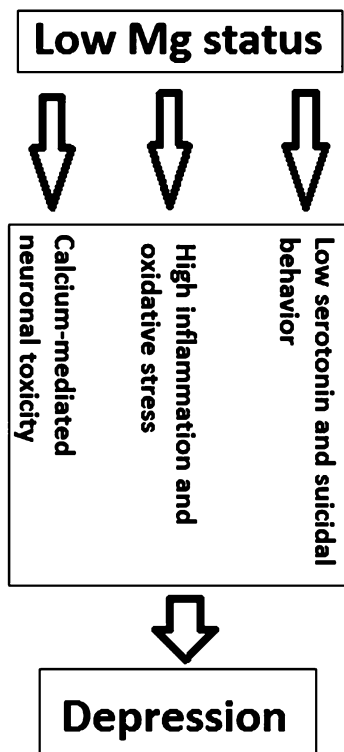 Low Mg status
Calcium-mediated
neuronal toxicity
High inflammation and
oxidative stress
Low serotonin and suicidal
behavior
Depression